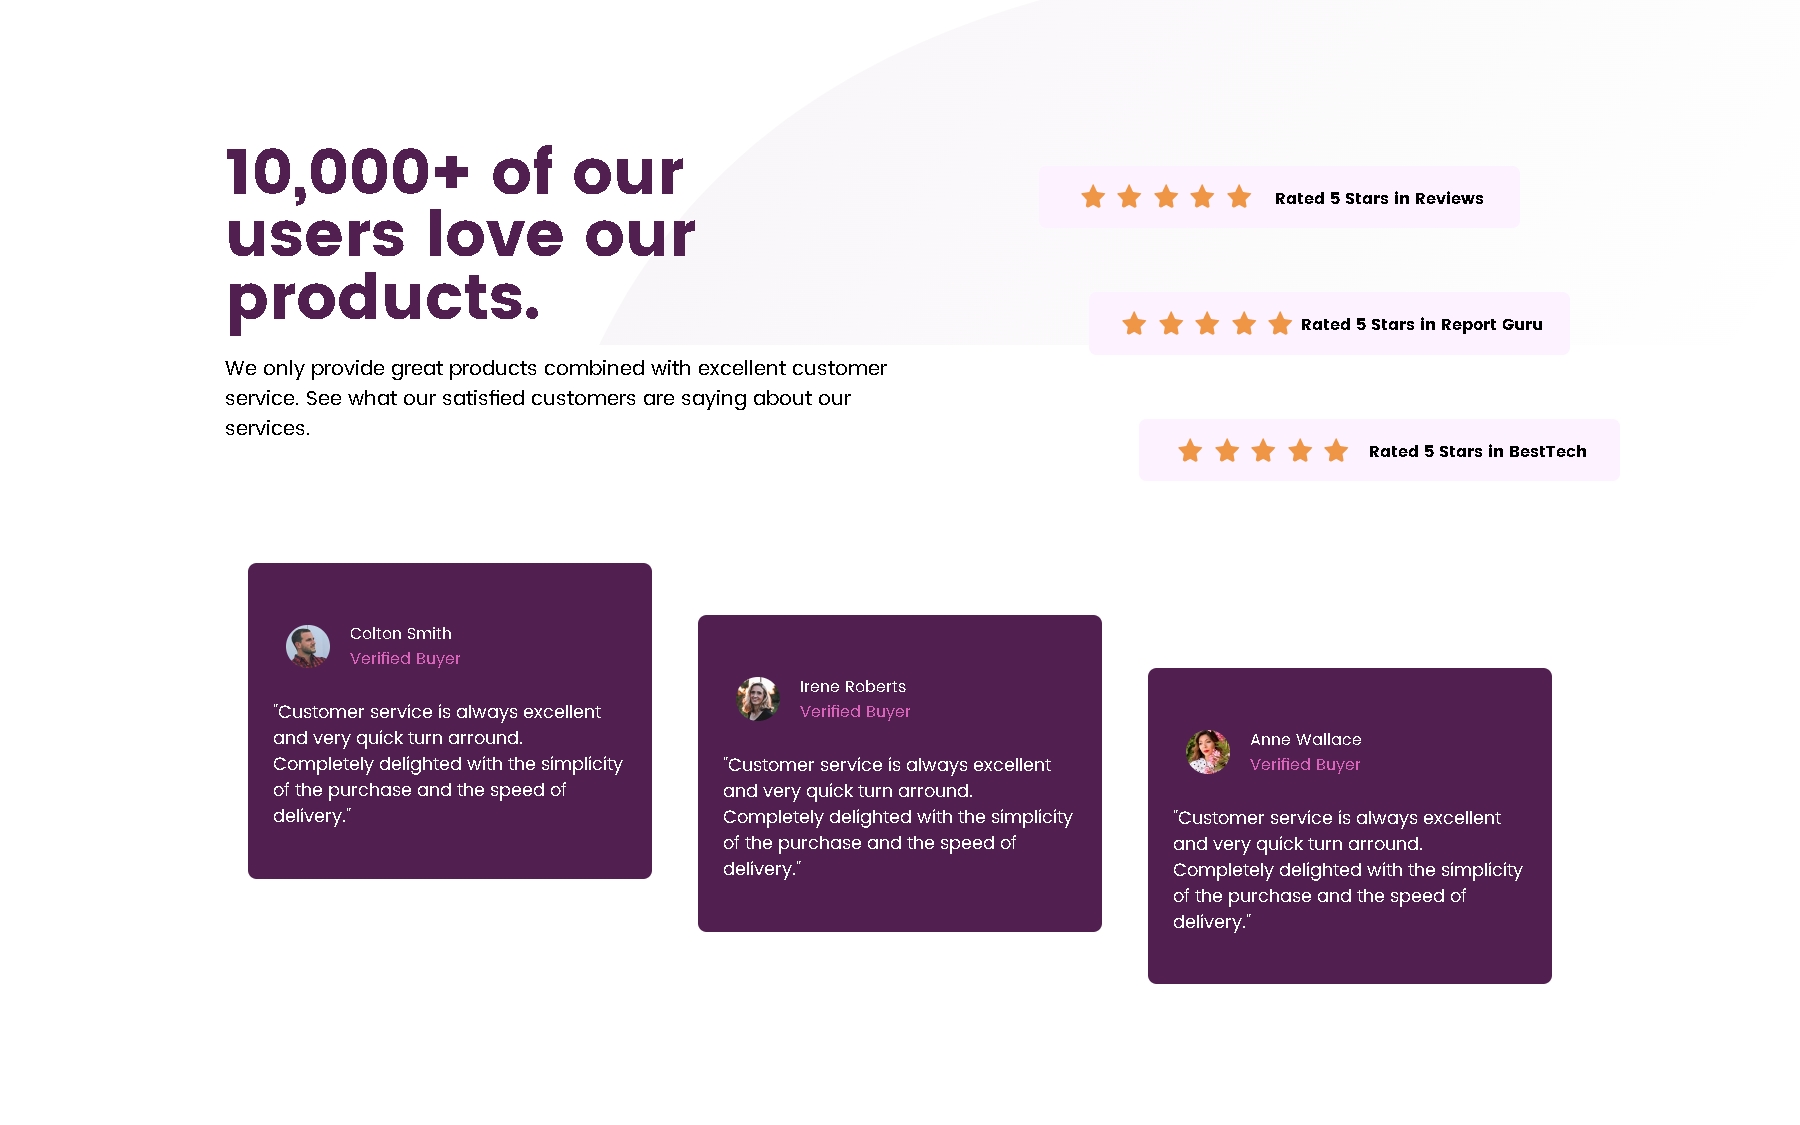 10,000+ of our
users love our
products.
We only provide great products combined with excellent customer
service. See what our satisfied customers are saying about our
services.
Rated 5 Stars in Reviews
Rated 5 Stars in Report Guru
Rated 5 Stars in BestTech
Colton Smith
Verified Buyer
"Customer service is always excellent
and very quick turn arround.
Completely delighted with the simplicity
of the purchase and the speed of
delivery."
Irene Roberts
Verified Buyer
"Customer service is always excellent
and very quick turn arround.
Completely delighted with the simplicity
of the purchase and the speed of
delivery."
Anne Wallace
Verified Buyer
"Customer service is always excellent
and very quick turn arround.
Completely delighted with the simplicity
of the purchase and the speed of
delivery."